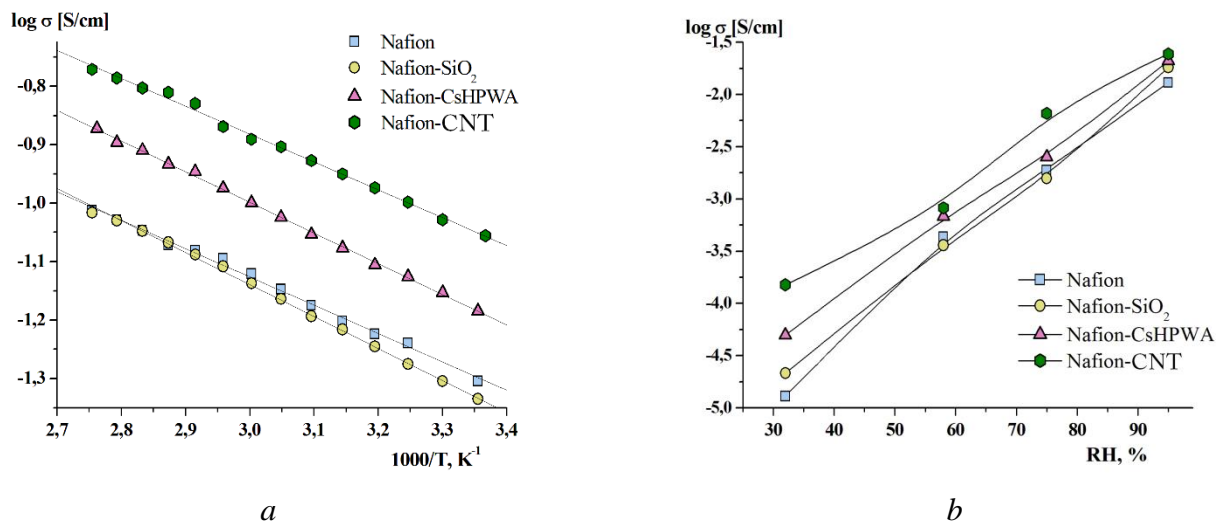 log σ [S/cm]
Nafion
Nafion-SiO₂
Nafion-CsHPWA
Nafion-CNT
-0,8
-0,9
-1,0
-1,1
-1,2
-1,3
2,7 2,8 2,9 3,0 3,1 3,2 3,3 3,4
1000/T, K⁻¹
a
log σ [S/cm]
-1,5
-2,0
-2,5
-3,0
-3,5
-4,0
-4,5
-5,0
Nafion
Nafion-SiO₂
Nafion-CsHPWA
Nafion-CNT
30 40 50 60 70 80 90
RH, %
b